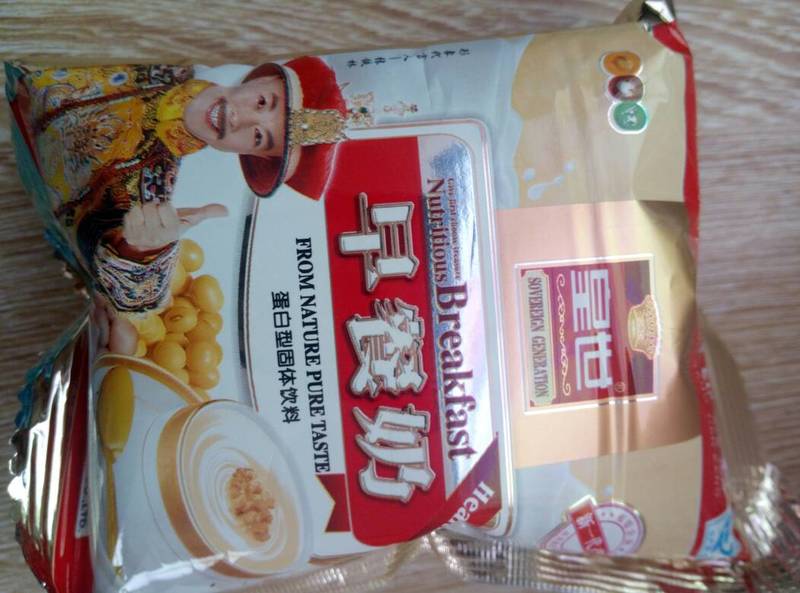 皇世
®
SOVEREIGN GENERATION
Nutritious Breakfast
早餐奶
FROM NATURE PURE TASTE
蛋白型固体饮料